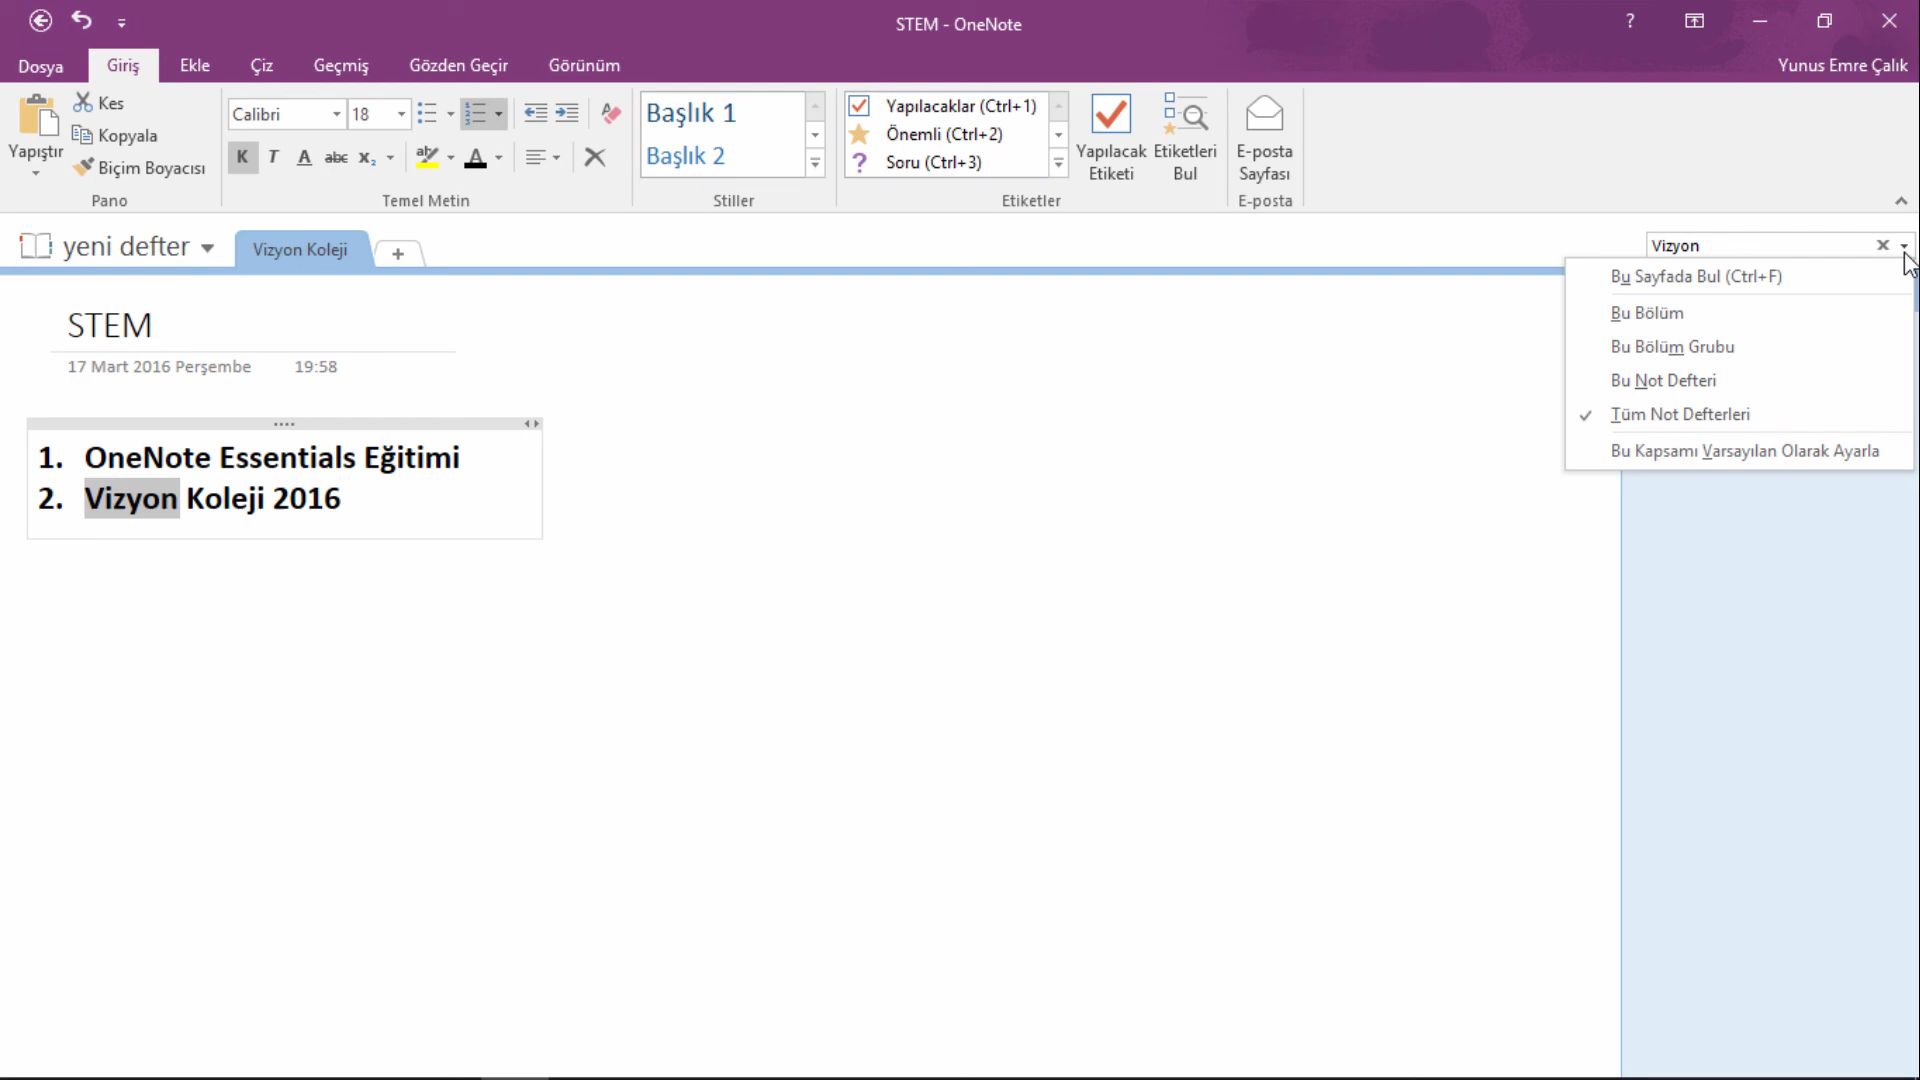 STEM - OneNote
?
Dosya
Giriş
Ekle
Çiz
Geçmiş
Gözden Geçir
Görünüm
Yunus Emre Çalık
Yapıştır
Kes
Kopyala
Biçim Boyacısı
Pano
Calibri
18
K T A abc x₂ aby A
Temel Metin
Başlık 1
Başlık 2
Stiller
Yapılacaklar (Ctrl+1)
Önemli (Ctrl+2)
? Soru (Ctrl+3)
Yapılacak
Etiketi
Etiketleri
Bul
Etiketler
E-posta
Sayfası
E-posta
yeni defter
Vizyon Koleji
+
Vizyon
Bu Sayfada Bul (Ctrl+F)
Bu Bölüm
Bu Bölüm Grubu
Bu Not Defteri
Tüm Not Defterleri
Bu Kapsamı Varsayılan Olarak Ayarla
STEM
17 Mart 2016 Perşembe 19:58
1. OneNote Essentials Eğitimi
2. Vizyon Koleji 2016